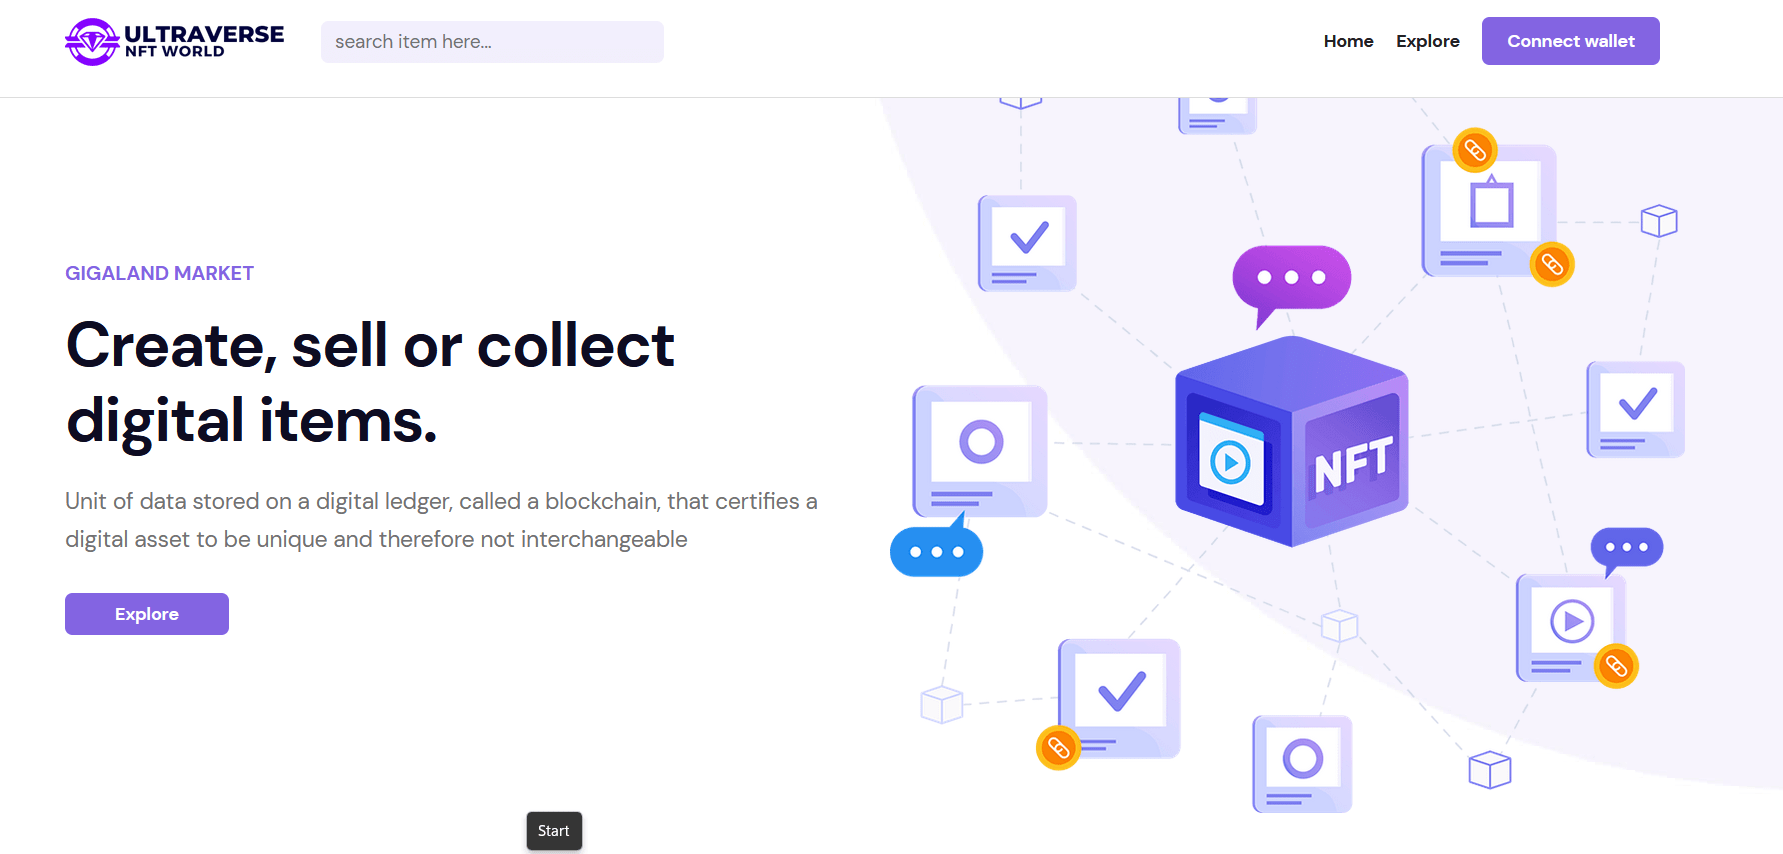 ULTRAVERSE
NFT WORLD
search item here...
Home
Explore
Connect wallet
GIGALAND MARKET
Create, sell or collect
digital items.
Unit of data stored on a digital ledger, called a blockchain, that certifies a
digital asset to be unique and therefore not interchangeable
Explore
NFT
Start